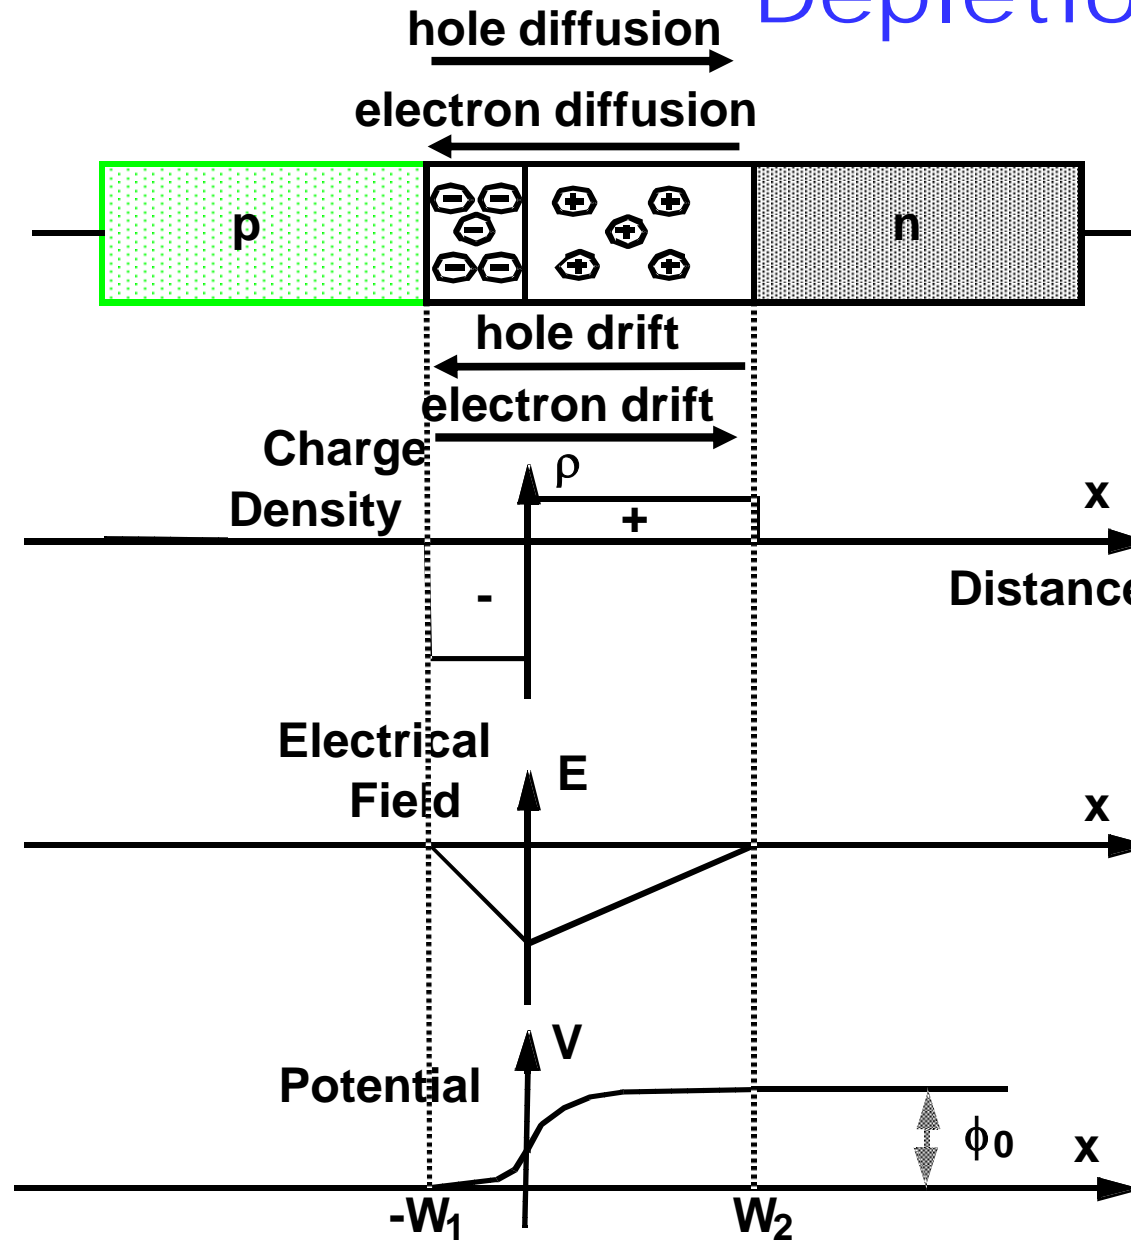 hole diffusion
electron diffusion
p
n
hole drift
electron drift
Charge
Density
ρ
x
+
-
Electrical
Field
E
x
V
Potential
ϕ0
x
-W1
W2